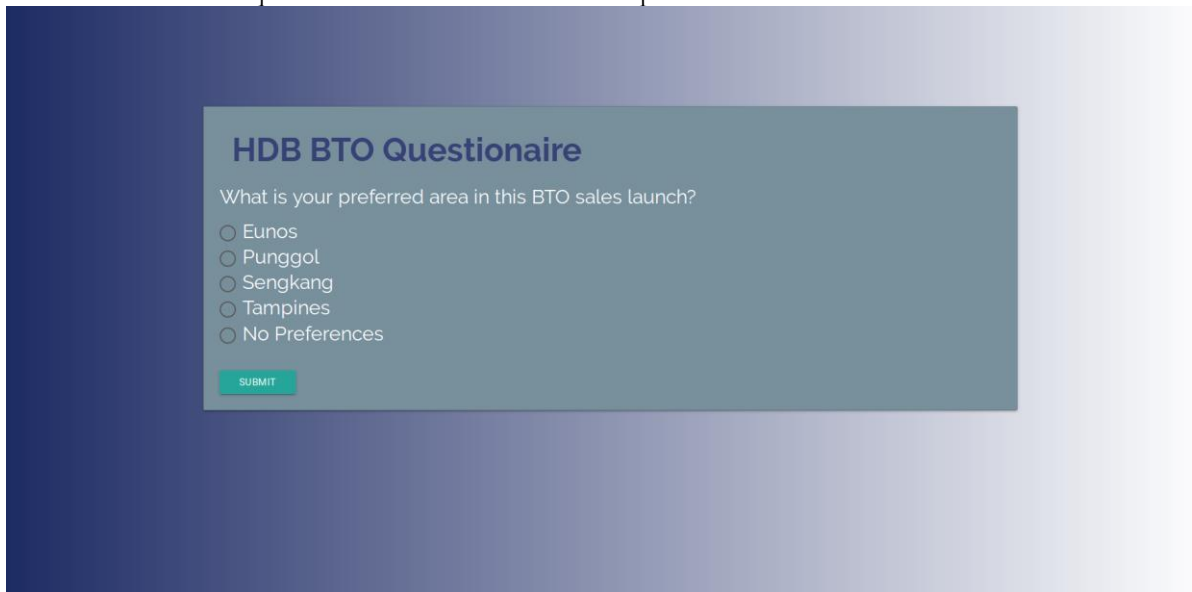 HDB BTO Questionaire
What is your preferred area in this BTO sales launch?
Eunos
Punggol
Sengkang
Tampines
No Preferences
SUBMIT